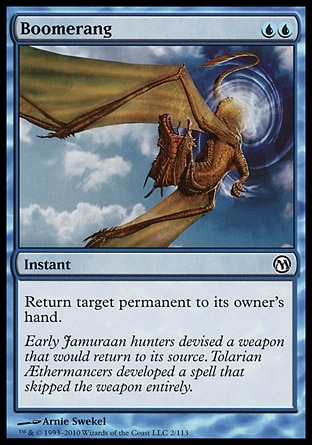 Boomerang
Instant
Return target permanent to its owner's
hand.
Early Jamuraan hunters devised a weapon
that would return to its source. Tolarian
Æthermancers developed a spell that
skipped the weapon entirely.
Arnie Swekel
™ & © 1993–2010 Wizards of the Coast LLC 2/113